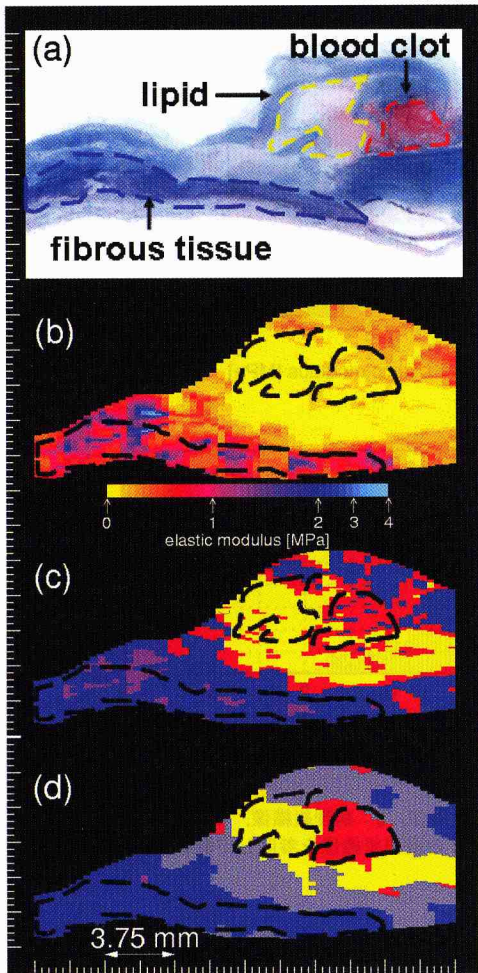 (a)
blood clot
lipid
fibrous tissue
(b)
0 1 2 3 4
elastic modulus [MPa]
(c)
(d)
3.75 mm